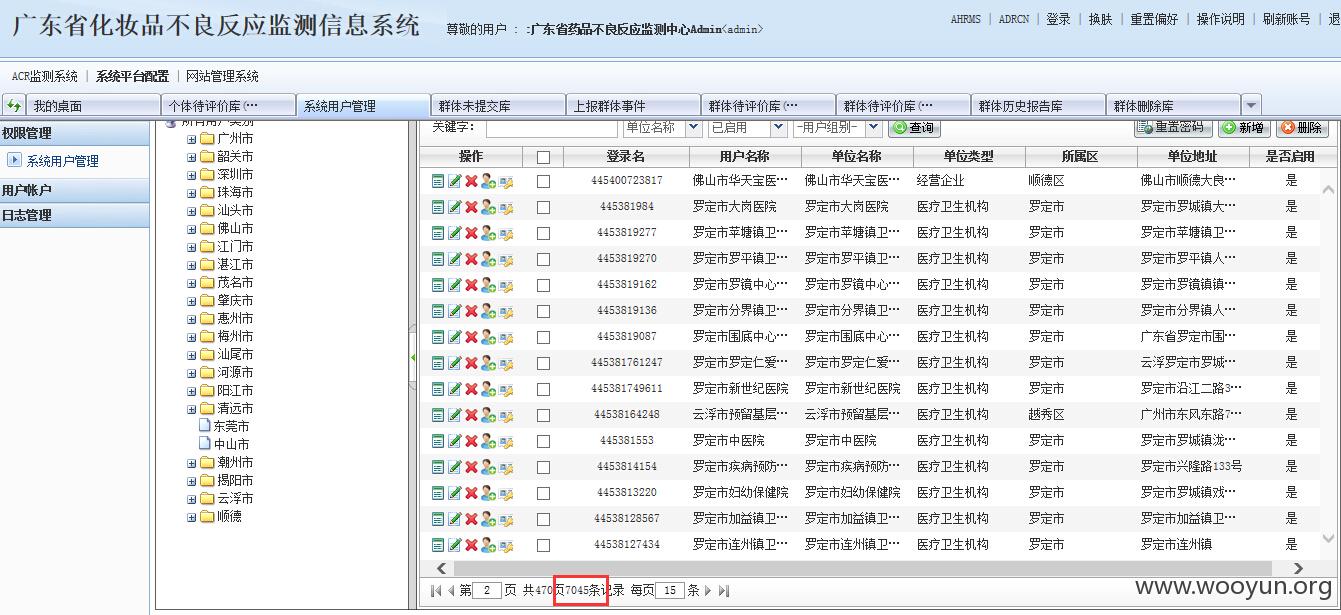 广东省化妆品不良反应监测信息系统
尊敬的用户 : :广东省药品不良反应监测中心Admin<admin>
AHRMS | ADRCN | 登录 | 换肤 | 重置偏好 | 操作说明 | 刷新账号 | 退
ACR监测系统 | 系统平台配置 | 网站管理系统
我的桌面 个体待评价库(… 系统用户管理 群体未提交库 上报群体事件 群体待评价库(… 群体待评价库(… 群体历史报告库 群体删除库
权限管理
系统用户管理
用户帐户
日志管理
所有用户类别
广州市
韶关市
深圳市
珠海市
汕头市
佛山市
江门市
湛江市
茂名市
肇庆市
惠州市
梅州市
汕尾市
河源市
阳江市
清远市
东莞市
中山市
潮州市
揭阳市
云浮市
顺德
关键字: 单位名称 已启用 -用户组别- 查询 重置密码 新增 删除
操作 登录名 用户名称 单位名称 单位类型 所属区 单位地址 是否启用
445400723817 佛山市华天宝医… 佛山市华天宝医… 经营企业 顺德区 佛山市顺德大良… 是
445381984 罗定市大岗医院 罗定市大岗医院 医疗卫生机构 罗定市 罗定市罗城镇大… 是
4453819277 罗定市苹塘镇卫… 罗定市苹塘镇卫… 医疗卫生机构 罗定市 罗定市苹塘镇卫… 是
4453819270 罗定市罗平镇卫… 罗定市罗平镇卫… 医疗卫生机构 罗定市 罗定市罗平镇人… 是
4453819162 罗定市罗镜中心… 罗定市罗镜中心… 医疗卫生机构 罗定市 罗定市罗镜镇镇… 是
4453819136 罗定市分界镇卫… 罗定市分界镇卫… 医疗卫生机构 罗定市 罗定市分界镇人… 是
4453819087 罗定市围底中心… 罗定市围底中心… 医疗卫生机构 罗定市 广东省罗定市围… 是
445381761247 罗定市罗定仁爱… 罗定市罗定仁爱… 医疗卫生机构 罗定市 云浮罗定市罗城… 是
445381749611 罗定市新世纪医院 罗定市新世纪医院 医疗卫生机构 罗定市 罗定市沿江二路3… 是
44538164248 云浮市预留基层… 云浮市预留基层… 医疗卫生机构 越秀区 广州市东风东路7… 是
445381553 罗定市中医院 罗定市中医院 医疗卫生机构 罗定市 罗定市罗城镇泷… 是
4453814154 罗定市疾病预防… 罗定市疾病预防… 医疗卫生机构 罗定市 罗定市兴隆路133号 是
4453813220 罗定市妇幼保健院 罗定市妇幼保健院 医疗卫生机构 罗定市 罗定市罗城镇戏… 是
44538128567 罗定市加益镇卫… 罗定市加益镇卫… 医疗卫生机构 罗定市 罗定市加益镇卫… 是
44538127434 罗定市连州镇卫… 罗定市连州镇卫… 医疗卫生机构 罗定市 罗定市连州镇 是
第 2 页 共470页7045条记录 每页 15 条
www.wooyun.org